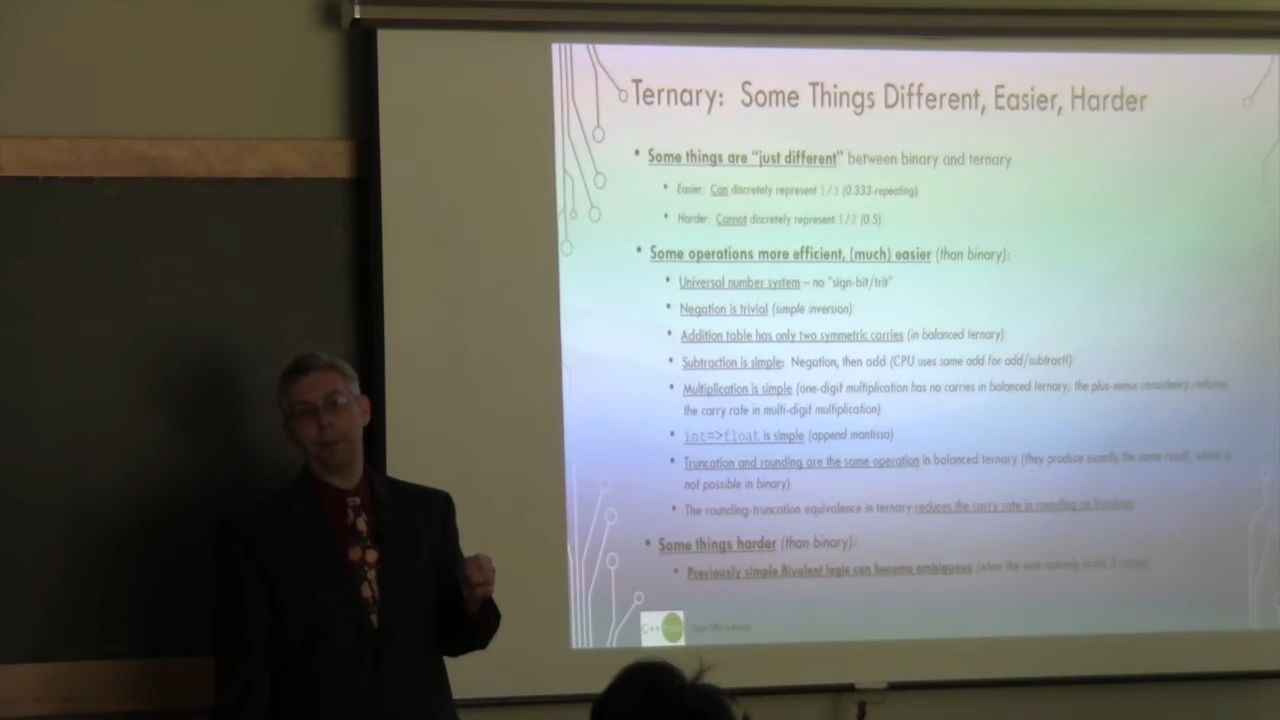 Ternary: Some Things Different, Easier, Harder
• Some things are "just different" between binary and ternary
• Easier: Can discretely represent 1/3 (0.333-repeating)
• Harder: Cannot discretely represent 1/2 (0.5)
• Some operations more efficient, (much) easier (than binary):
• Universal number system – no "sign-bit/trit"
• Negation is trivial (simple inversion)
• Addition table has only two symmetric carries (in balanced ternary)
• Subtraction is simple: Negation, then add (CPU uses same add for add/subtract!)
• Multiplication is simple (one-digit multiplication has no carries in balanced ternary, the plus-minus consistency reduces
the carry rate in multi-digit multiplication)
• int=>float is simple (append mantissa)
• Truncation and rounding are the same operation in balanced ternary (they produce exactly the same result, which is
not possible in binary)
• The rounding-truncation equivalence in ternary reduces the carry rate in rounding on fractions
• Some things harder (than binary):
• Previously simple Bivalent logic can become ambiguous (when the
C++